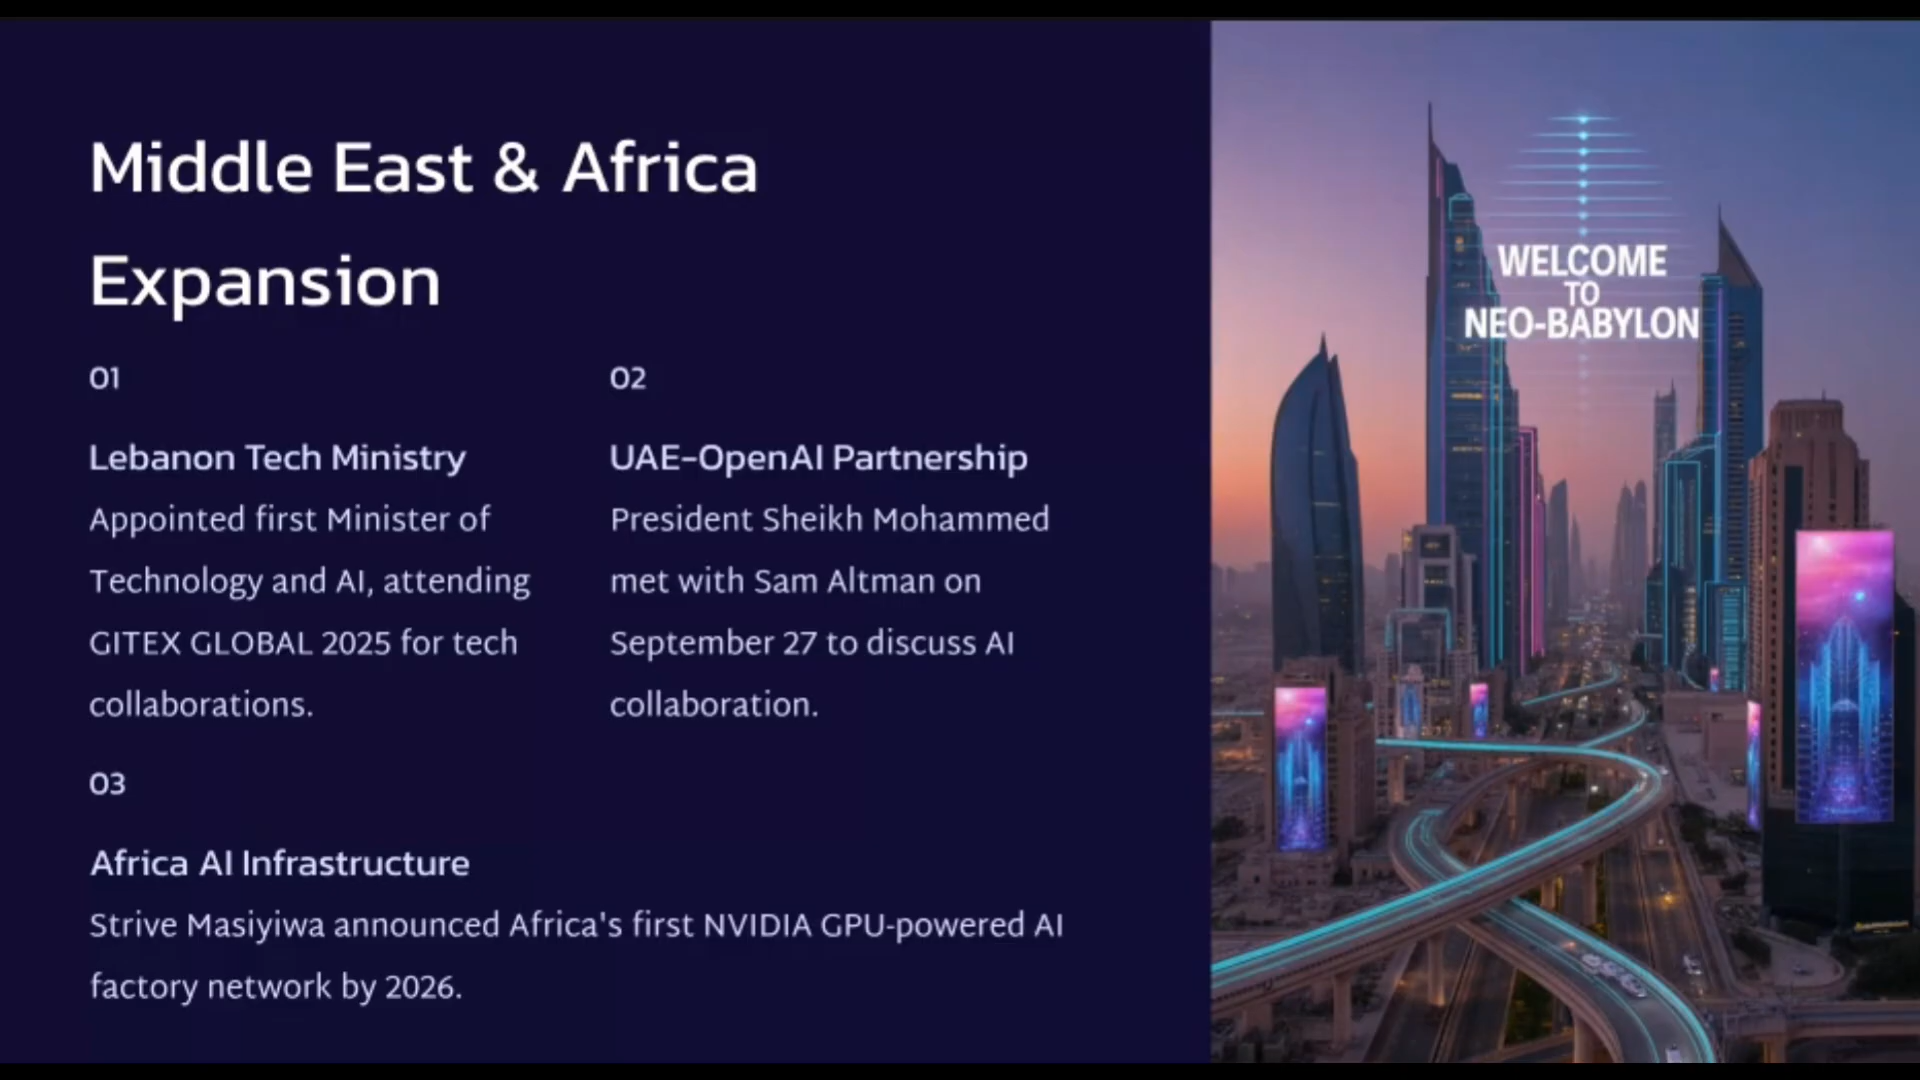 Middle East & Africa
Expansion
01
Lebanon Tech Ministry
Appointed first Minister of
Technology and AI, attending
GITEX GLOBAL 2025 for tech
collaborations.
02
UAE–OpenAI Partnership
President Sheikh Mohammed
met with Sam Altman on
September 27 to discuss AI
collaboration.
03
Africa AI Infrastructure
Strive Masiyiwa announced Africa's first NVIDIA GPU-powered AI
factory network by 2026.
WELCOME
TO
NEO-BABYLON